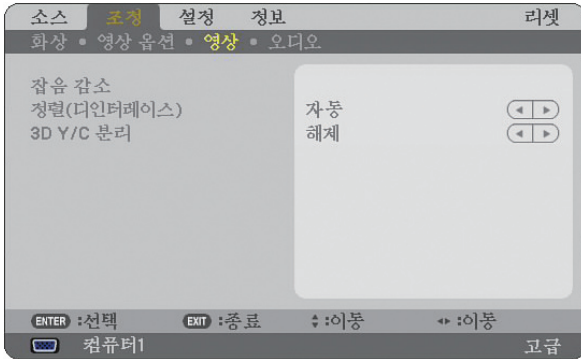 소스 조정 설정 정보 리셋
화상 • 영상 옵션 • 영상 • 오디오
잡음 감소
정렬(디인터레이스) 자동
3D Y/C 분리 해제
ENTER :선택 EXIT :종료 :이동 :이동
컴퓨터1 고급